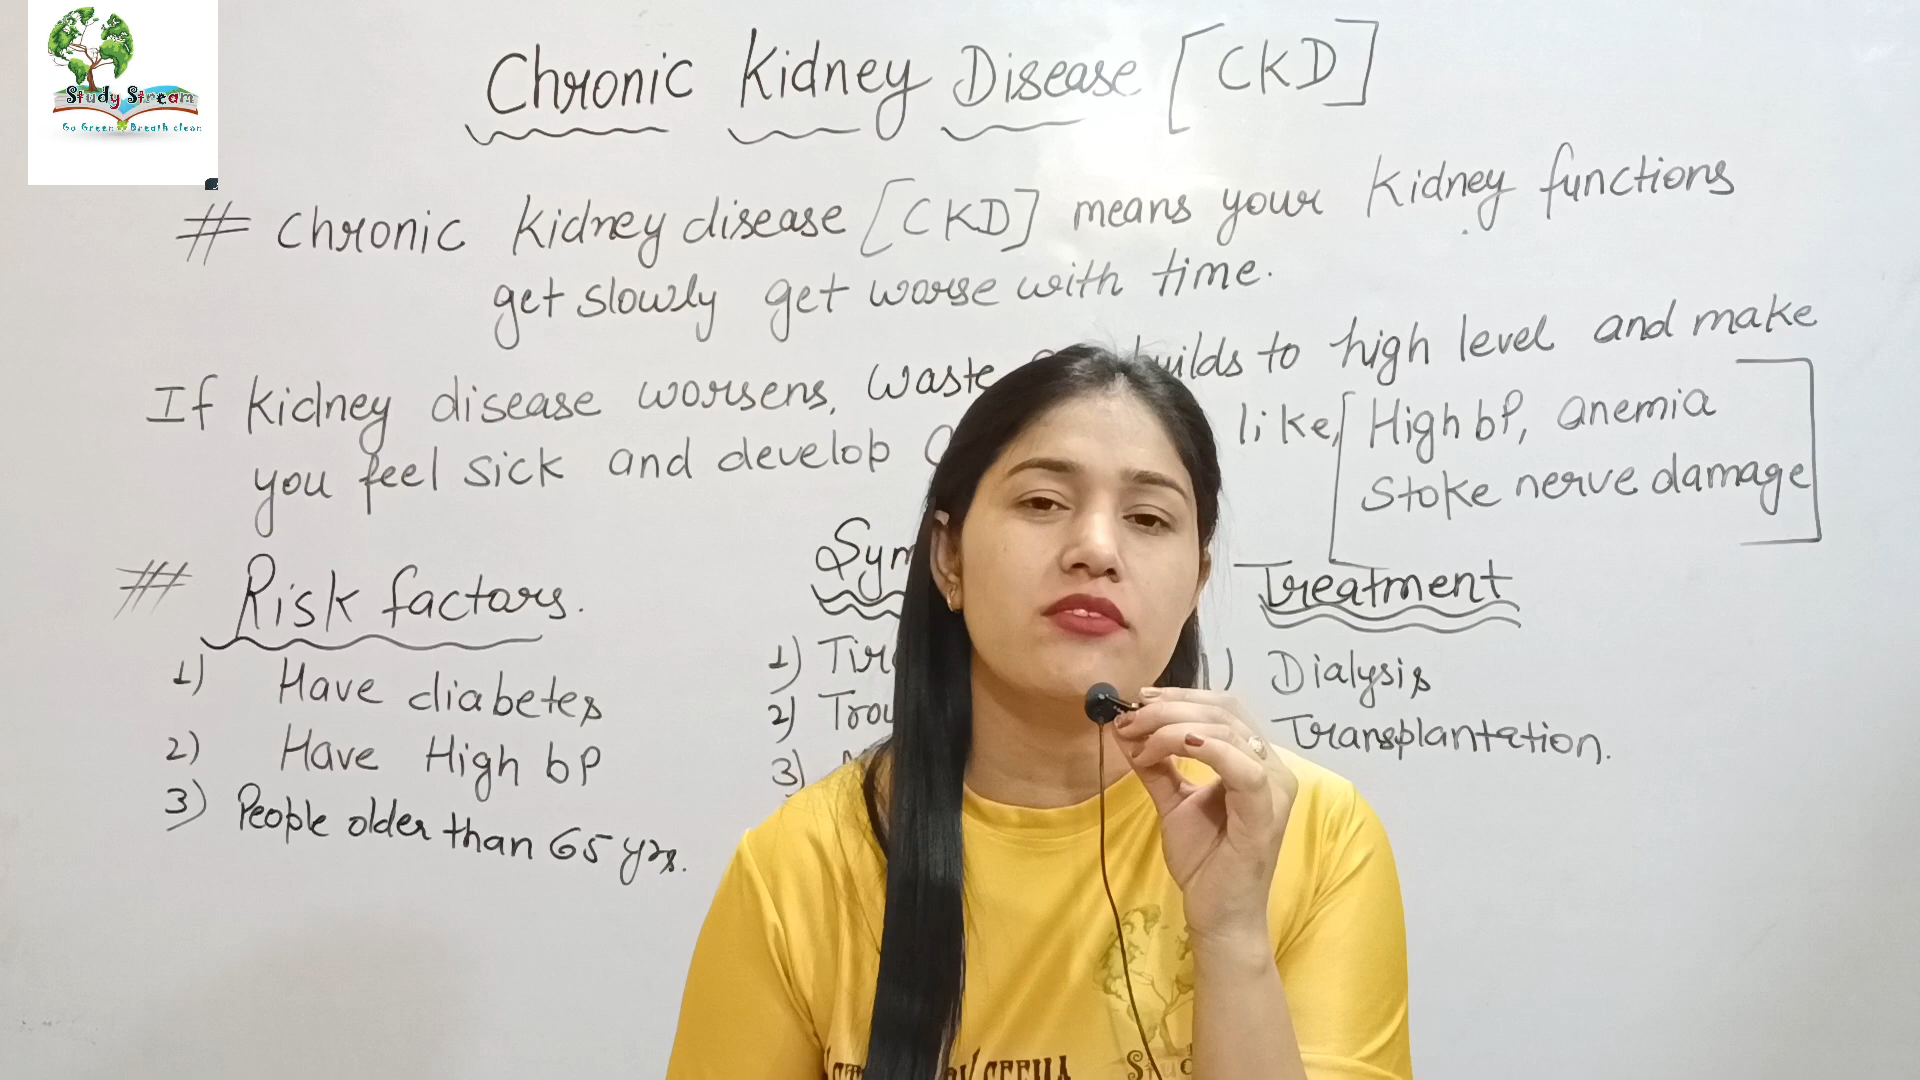 Study Stream
Go Green Breath clean
Chronic Kidney Disease [CKD]
# Chronic kidney disease [CKD] means your kidney functions
get slowly get worse with time.
If kidney disease worsens, waste builds to high level and make
you feel sick and develop like, [High bP, anemia
Stoke nerve damage]
# Risk factors.
1) Have diabetes
2) Have High bP
3) People older than 65 yrs.
1)
2)
3)
Treatment
1) Dialysis
Transplantation.